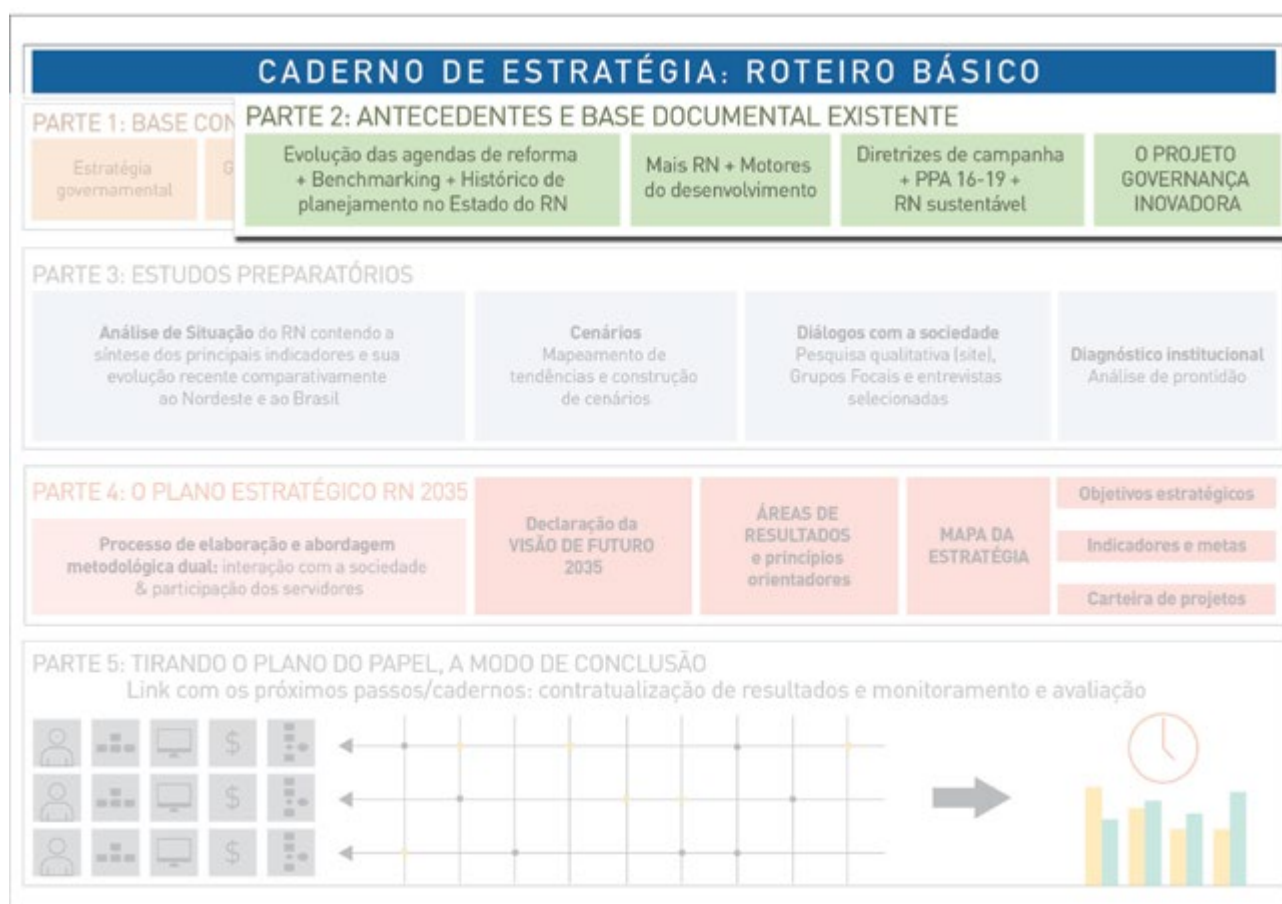 CADERNO DE ESTRATÉGIA: ROTEIRO BÁSICO
PARTE 1: BASE CON
Estratégia
governamental
G
PARTE 2: ANTECEDENTES E BASE DOCUMENTAL EXISTENTE
Evolução das agendas de reforma
+ Benchmarking + Histórico de
planejamento no Estado do RN
Mais RN + Motores
do desenvolvimento
Diretrizes de campanha
+ PPA 16-19 +
RN sustentável
O PROJETO
GOVERNANÇA
INOVADORA
PARTE 3: ESTUDOS PREPARATÓRIOS
Análise de Situação do RN contendo a
síntese dos principais indicadores e sua
evolução recente comparativamente
ao Nordeste e ao Brasil
Cenários
Mapeamento de
tendências e construção
de cenários
Diálogos com a sociedade
Pesquisa qualitativa (site),
Grupos Focais e entrevistas
selecionadas
Diagnóstico institucional
Análise de prontidão
PARTE 4: O PLANO ESTRATÉGICO RN 2035
Processo de elaboração e abordagem
metodológica dual: interação com a sociedade
& participação dos servidores
Declaração da
VISÃO DE FUTURO
2035
ÁREAS DE
RESULTADOS
e princípios
orientadores
MAPA DA
ESTRATÉGIA
Objetivos estratégicos
Indicadores e metas
Carteira de projetos
PARTE 5: TIRANDO O PLANO DO PAPEL, A MODO DE CONCLUSÃO
Link com os próximos passos/cadernos: contratualização de resultados e monitoramento e avaliação
$
$
$